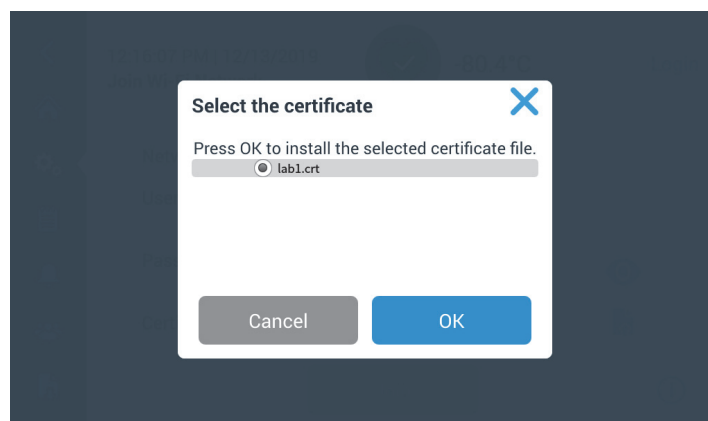 Select the certificate
Press OK to install the selected certificate file.
lab1.crt
Cancel
OK